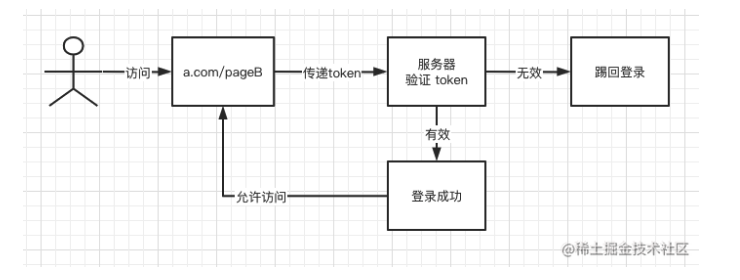 访问
a.com/pageB
传递token
服务器
验证 token
无效
踢回登录
有效
登录成功
允许访问
@稀土掘金技术社区